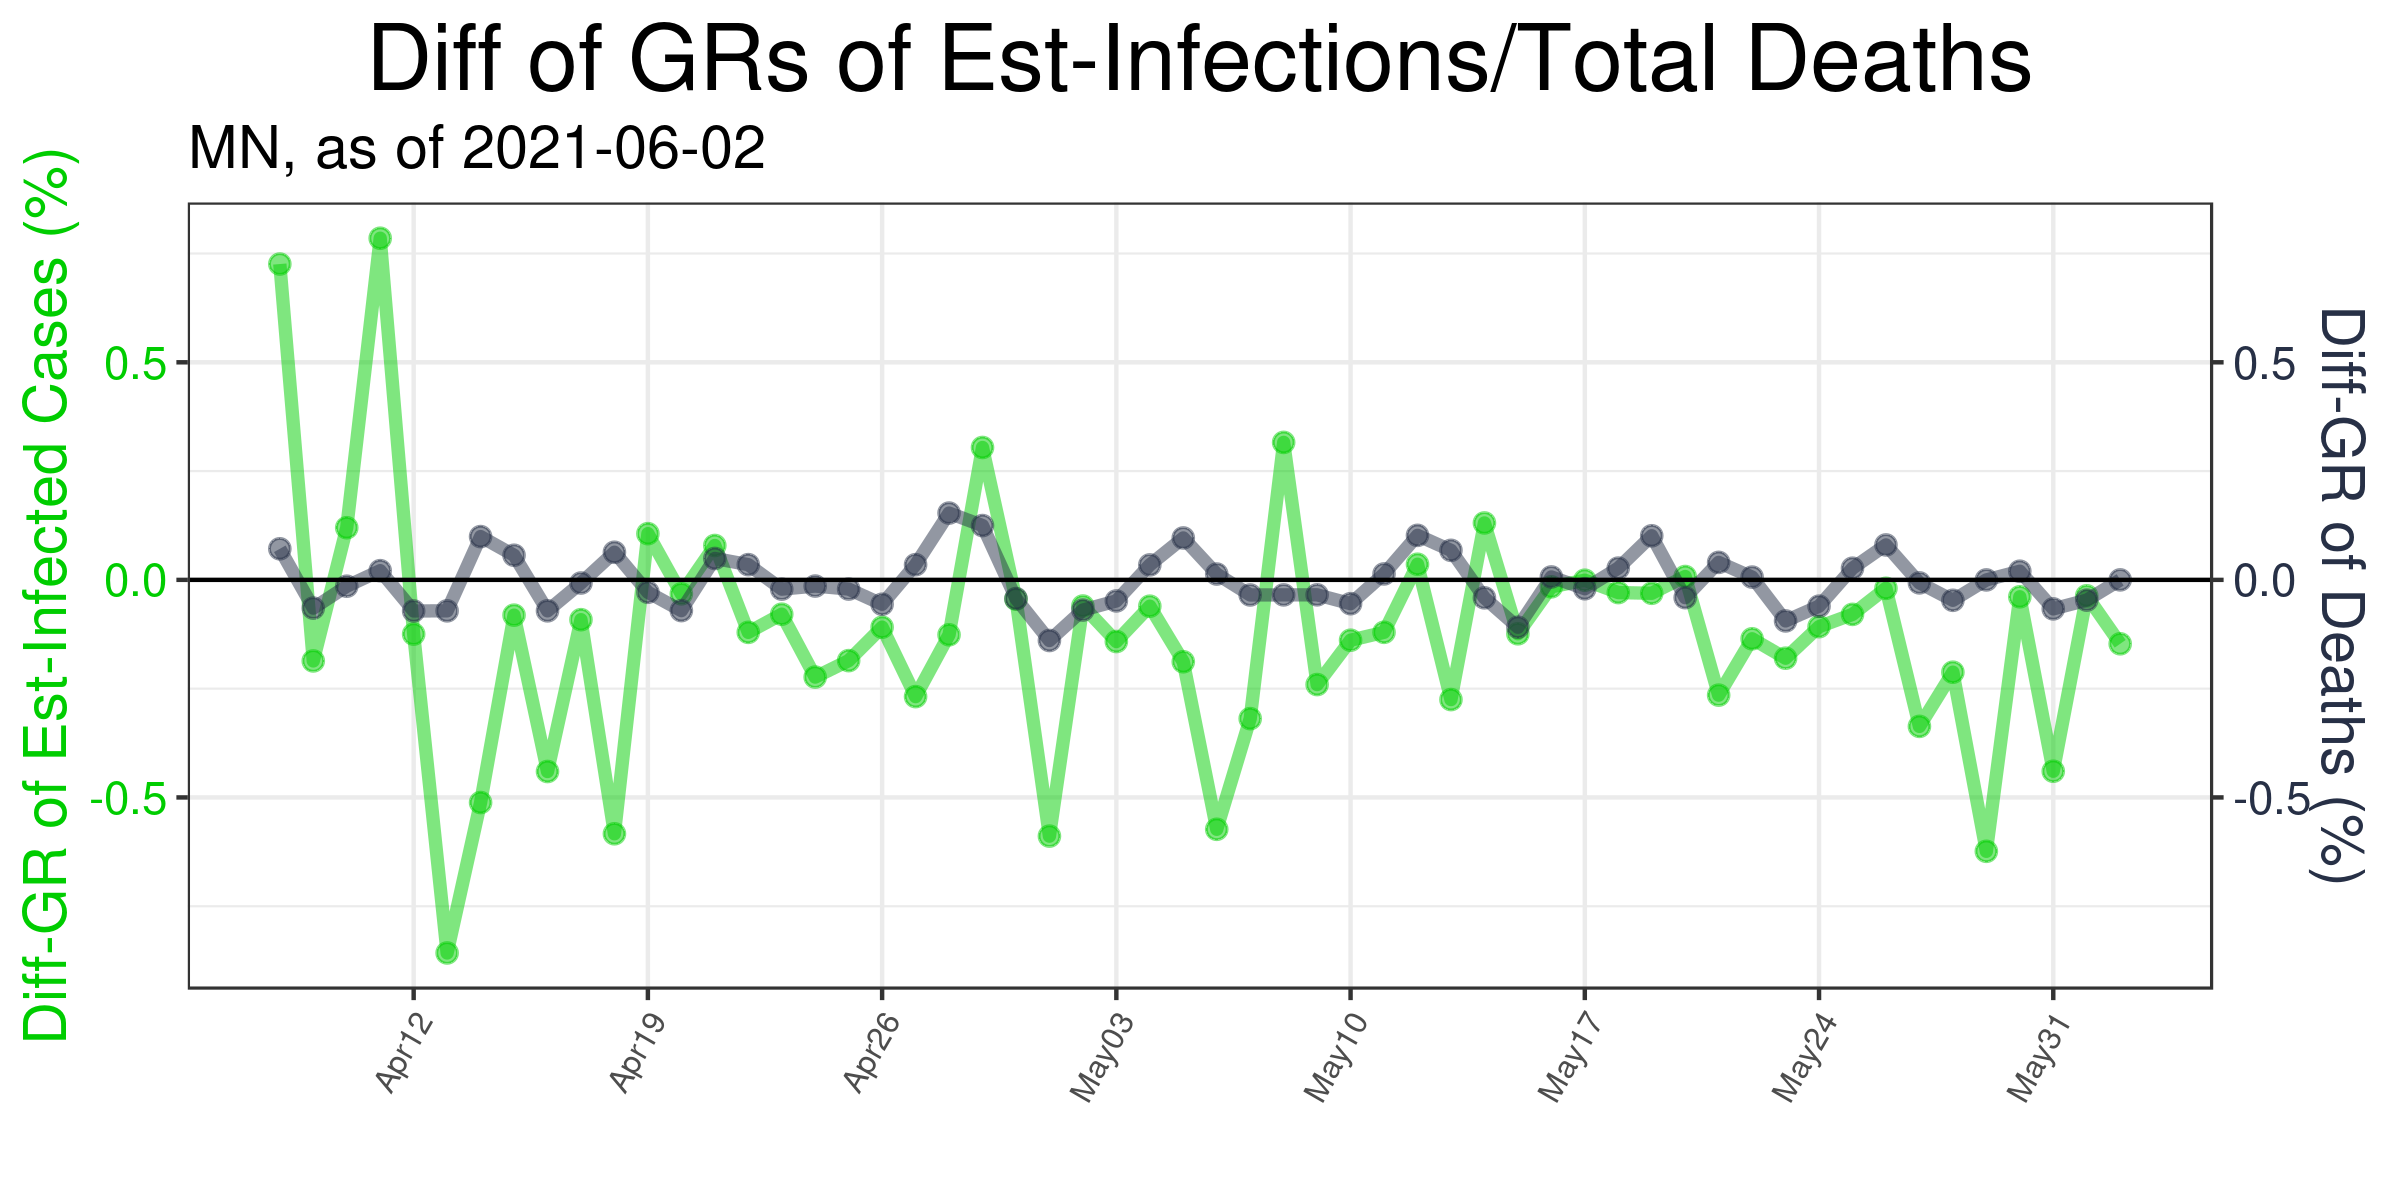 Diff of GRs of Est-Infections/Total Deaths
MN, as of 2021-06-02
Diff-GR of Est-Infected Cases (%)
0.5
0.0
-0.5
0.5
0.0
-0.5
Diff-GR of Deaths (%)
Apr12
Apr19
Apr26
May03
May10
May17
May24
May31